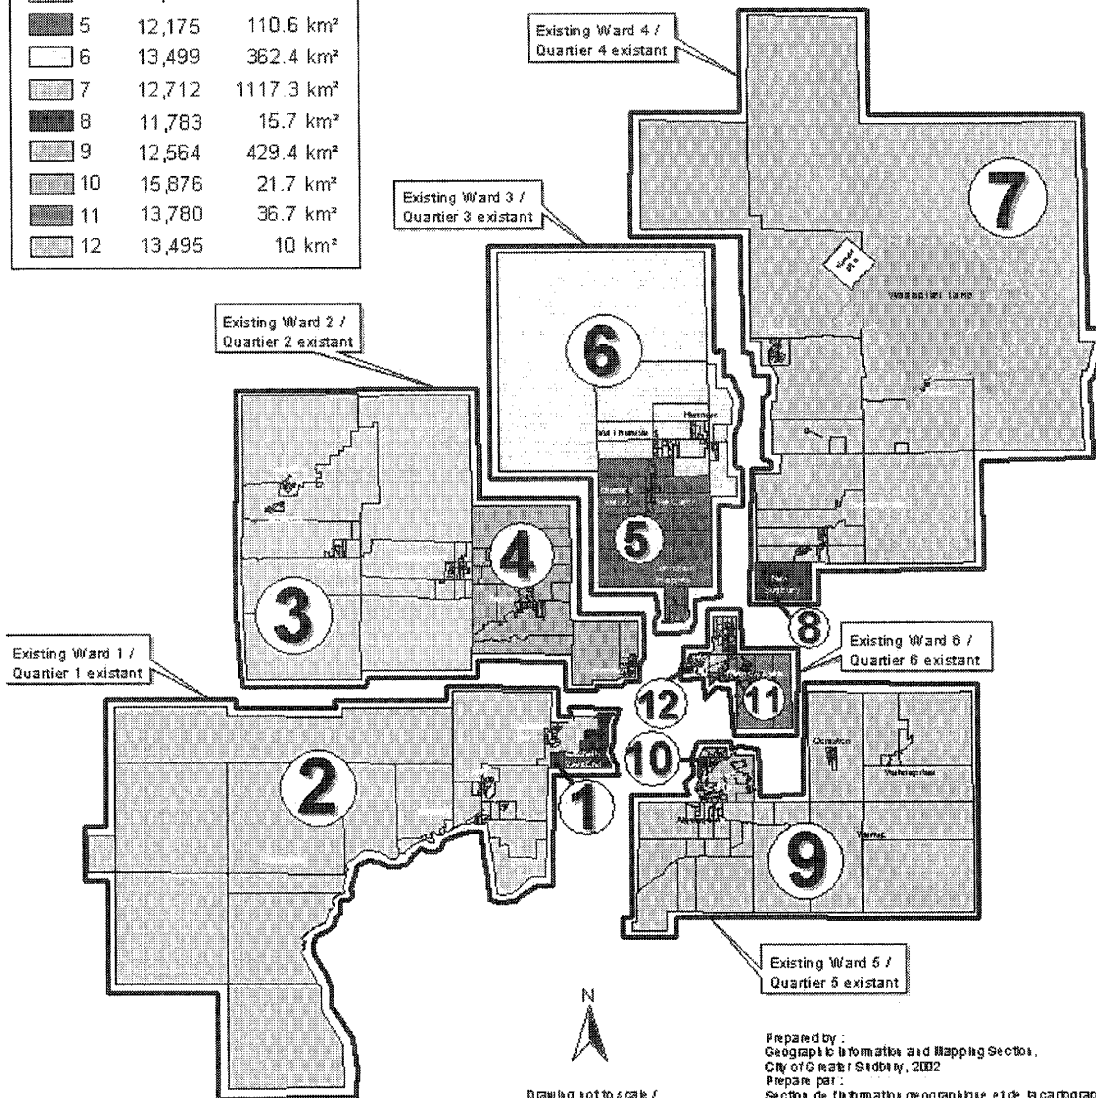 5 12,175 110.6 km²
6 13,499 362.4 km²
7 12,712 1117.3 km²
8 11,783 15.7 km²
9 12,564 429.4 km²
10 15,876 21.7 km²
11 13,780 36.7 km²
12 13,495 10 km²
Existing Ward 4 /
Quartier 4 existant
7
Existing Ward 3 /
Quartier 3 existant
Existing Ward 2 /
Quartier 2 existant
6
Hanmer
5
4
3
8
Existing Ward 1 /
Quartier 1 existant
Existing Ward 6 /
Quartier 6 existant
12
11
10
2
1
9
Existing Ward 5 /
Quartier 5 existant
N
Prepared by :
Geographic Information and Mapping Section,
City of Greater Sudbury, 2002
Prepare par :
Drawing not to scale /